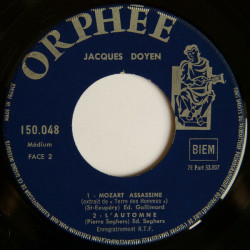 ORPHÉE
JACQUES DOYEN
150.048
Médium
FACE 2
BIEM
1 - MOZART ASSASSINE
(extrait de « Terre des Hommes »)
(St-Exupéry) Ed. Gallimard
2 - L'AUTOMNE
(Pierre Seghers) Ed. Seghers
Enregistrement R.T.F.